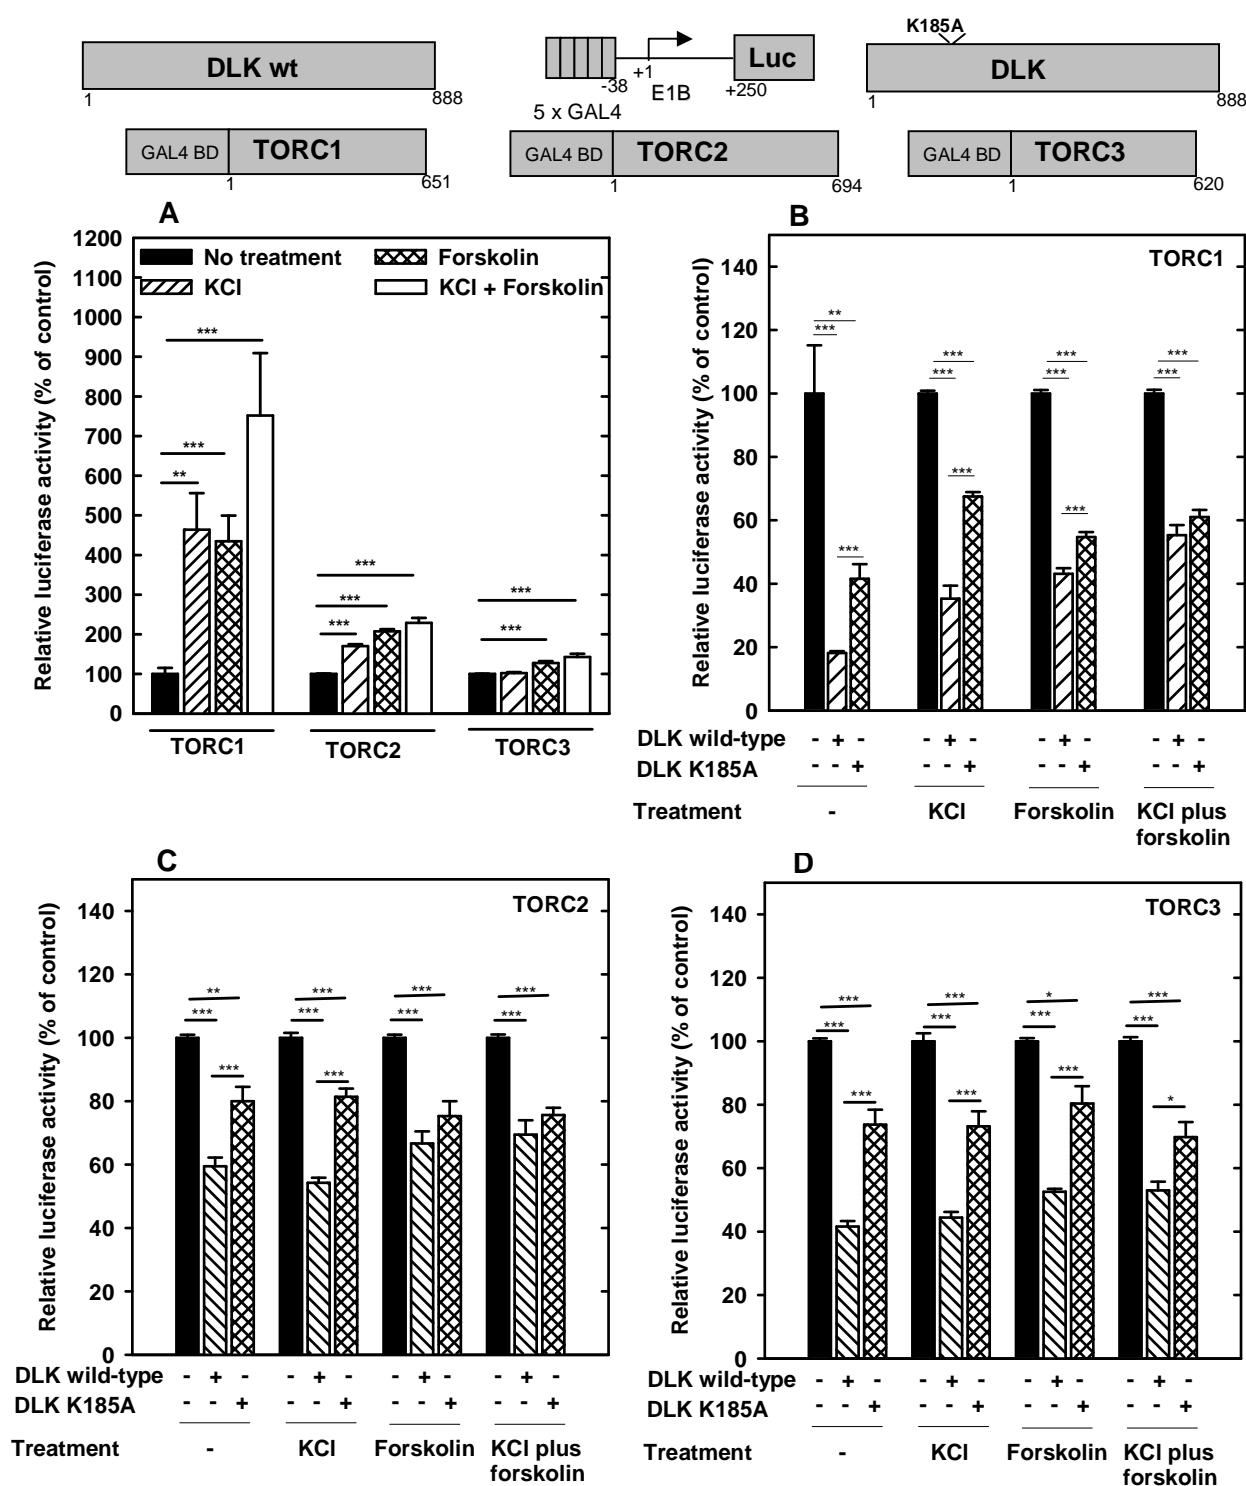 K185A
DLK wt
Luc
DLK
1
888
-38
+1
E1B
+250
1
888
5 x GAL4
GAL4 BD
TORC1
GAL4 BD
TORC2
GAL4 BD
TORC3
1
651
1
694
1
620
A
Relative luciferase activity (% of control)
1200
1100
1000
900
800
700
600
500
400
300
200
100
0
No treatment
Forskolin
KCl
KCl + Forskolin
***
***
**
***
***
***
***
***
TORC1
TORC2
TORC3
B
TORC1
Relative luciferase activity (% of control)
140
120
100
80
60
40
20
0
**
***
***
***
***
***
***
***
***
***
***
***
DLK wild-type - + - - + - - + - - + -
DLK K185A - - + - - + - - + - - +
Treatment - KCl Forskolin KCl plus
forskolin
C
TORC2
Relative luciferase activity (% of control)
140
120
100
80
60
40
20
0
**
***
***
***
***
***
***
***
***
***
DLK wild-type - + - - + - - + - - + -
DLK K185A - - + - - + - - + - - +
Treatment - KCl Forskolin KCl plus
forskolin
D
TORC3
Relative luciferase activity (% of control)
140
120
100
80
60
40
20
0
***
***
***
***
***
***
*
***
***
***
***
*
DLK wild-type - + - - + - - + - - + -
DLK K185A - - + - - + - - + - - +
Treatment - KCl Forskolin KCl plus
forskolin